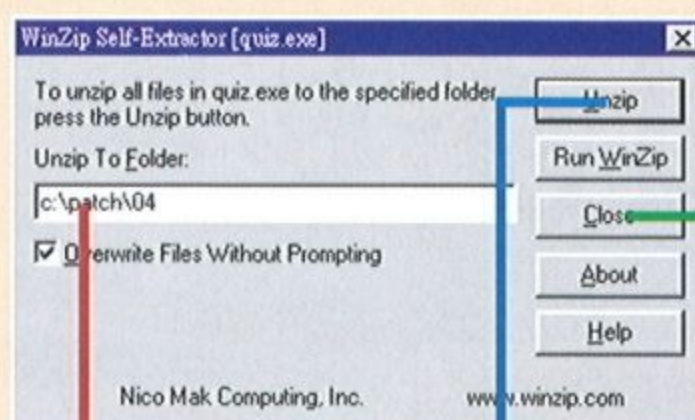 WinZip Self-Extractor [quiz.exe]
To unzip all files in quiz.exe to the specified folder
press the Unzip button.
Unzip To Folder:
c:\patch\04
Overwrite Files Without Prompting
Unzip
Run WinZip
Close
About
Help
Nico Mak Computing, Inc.
www.winzip.com